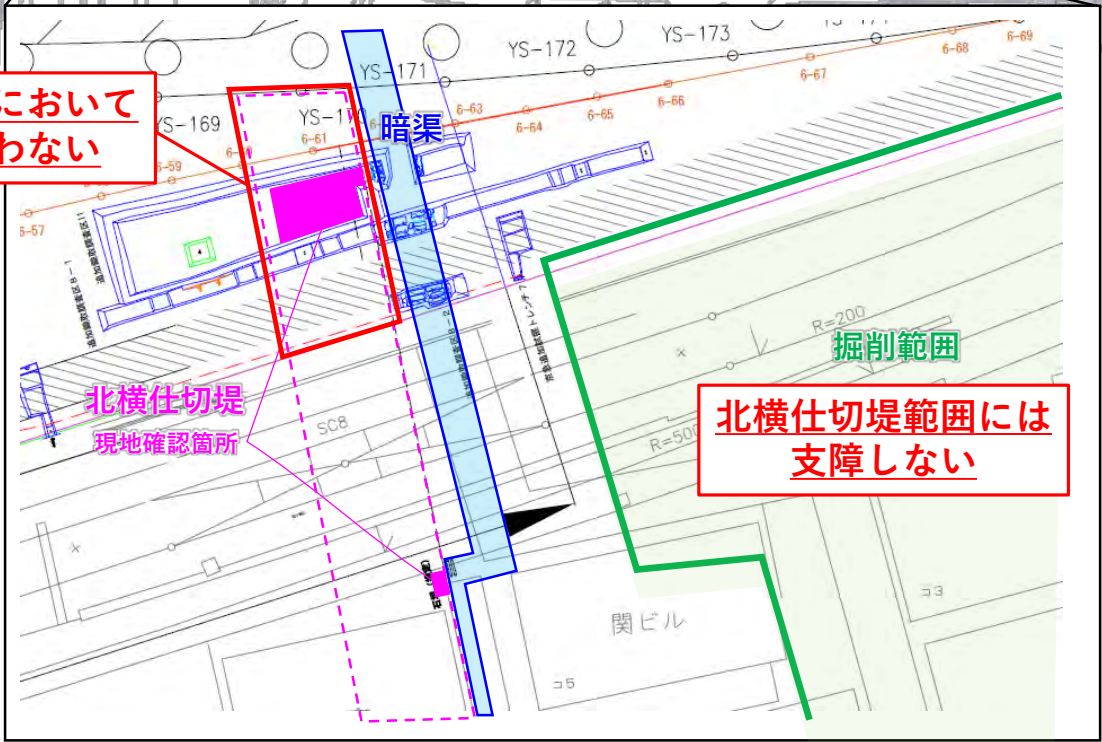 において
わない
YS-169
YS-171
YS-172
YS-173
6-57
6-59
6-61
6-63
6-64
6-65
6-66
6-67
6-68
6-69
暗渠
北横仕切堤
現地確認箇所
SC8
R=200
掘削範囲
北横仕切堤範囲には
支障しない
関ビル
コ3
コ5